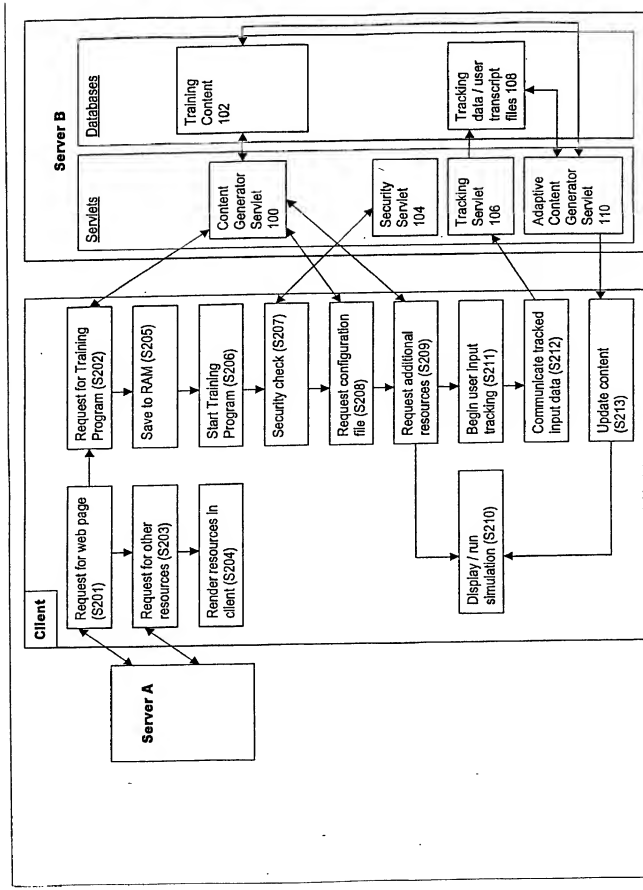 Server B
Servlets
Databases
Content
Generator
Servlet
100
Training
Content
102
Security
Servlet
104
Tracking
Servlet
106
Tracking
data / user
transcript
files 108
Adaptive
Content
Generator
Servlet
110
Client
Request for web page
(S201)
Request for Training
Program (S202)
Request for other
resources (S203)
Save to RAM (S205)
Render resources in
client (S204)
Start Training
Program (S206)
Security check (S207)
Request configuration
file (S208)
Request additional
resources (S209)
Begin user input
tracking (S211)
Display / run
simulation (S210)
Communicate tracked
input data (S212)
Update content
(S213)
Server A